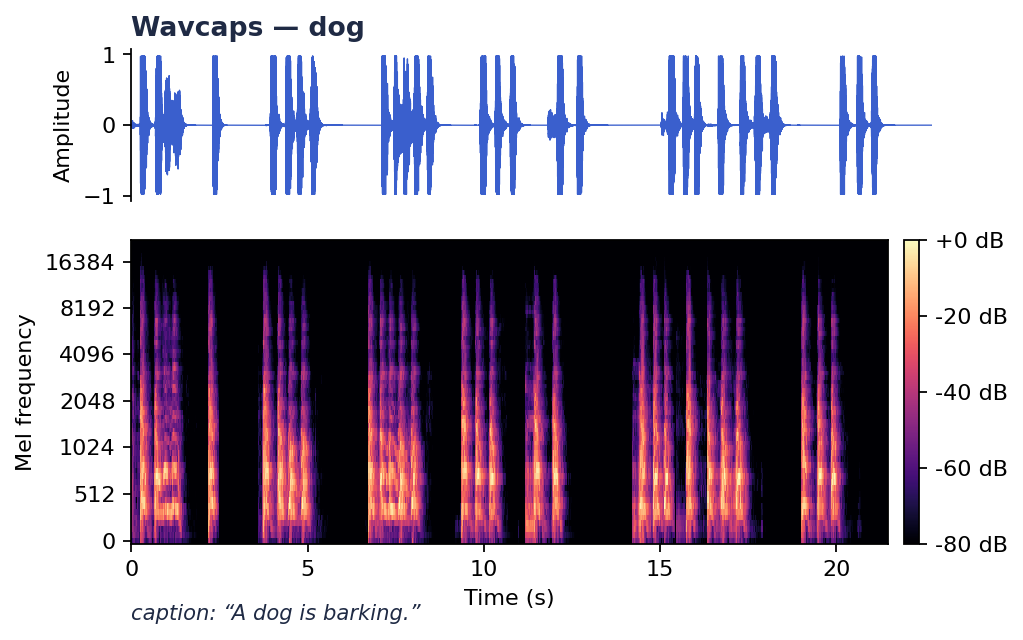 Wavcaps — dog
Amplitude
1
0
−1
Mel frequency
16384
8192
4096
2048
1024
512
0
+0 dB
-20 dB
-40 dB
-60 dB
-80 dB
0 5 10 15 20
Time (s)
caption: “A dog is barking.”